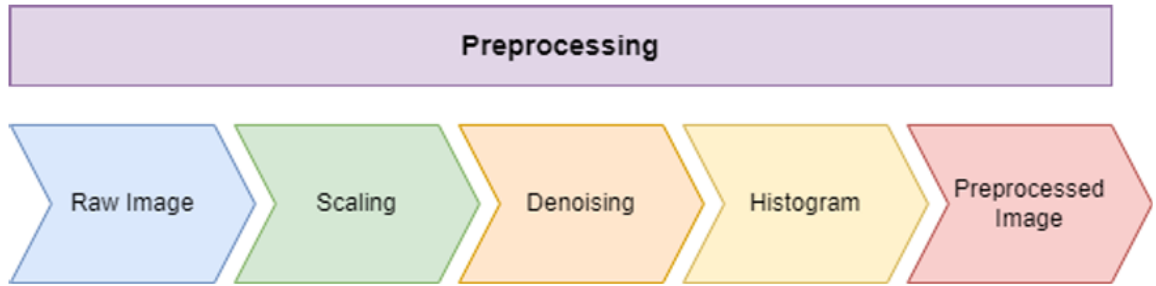 Preprocessing
Raw Image
Scaling
Denoising
Histogram
Preprocessed
Image